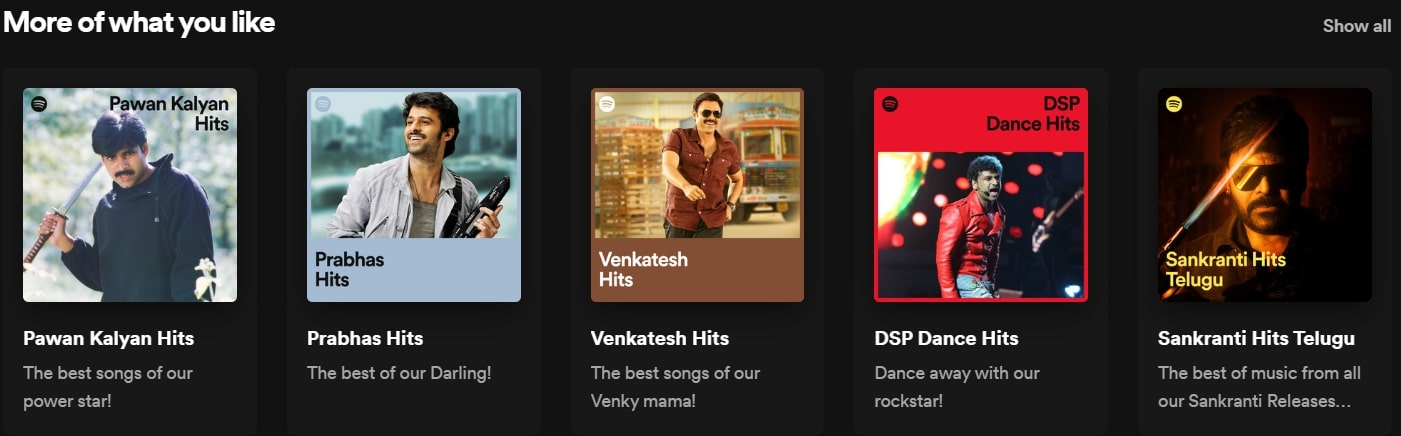 More of what you like
Show all
Pawan Kalyan
Hits
Prabhas
Hits
Venkatesh
Hits
DSP
Dance Hits
Sankranti Hits
Telugu
Pawan Kalyan Hits
The best songs of our
power star!
Prabhas Hits
The best of our Darling!
Venkatesh Hits
The best songs of our
Venky mama!
DSP Dance Hits
Dance away with our
rockstar!
Sankranti Hits Telugu
The best of music from all
our Sankranti Releases...